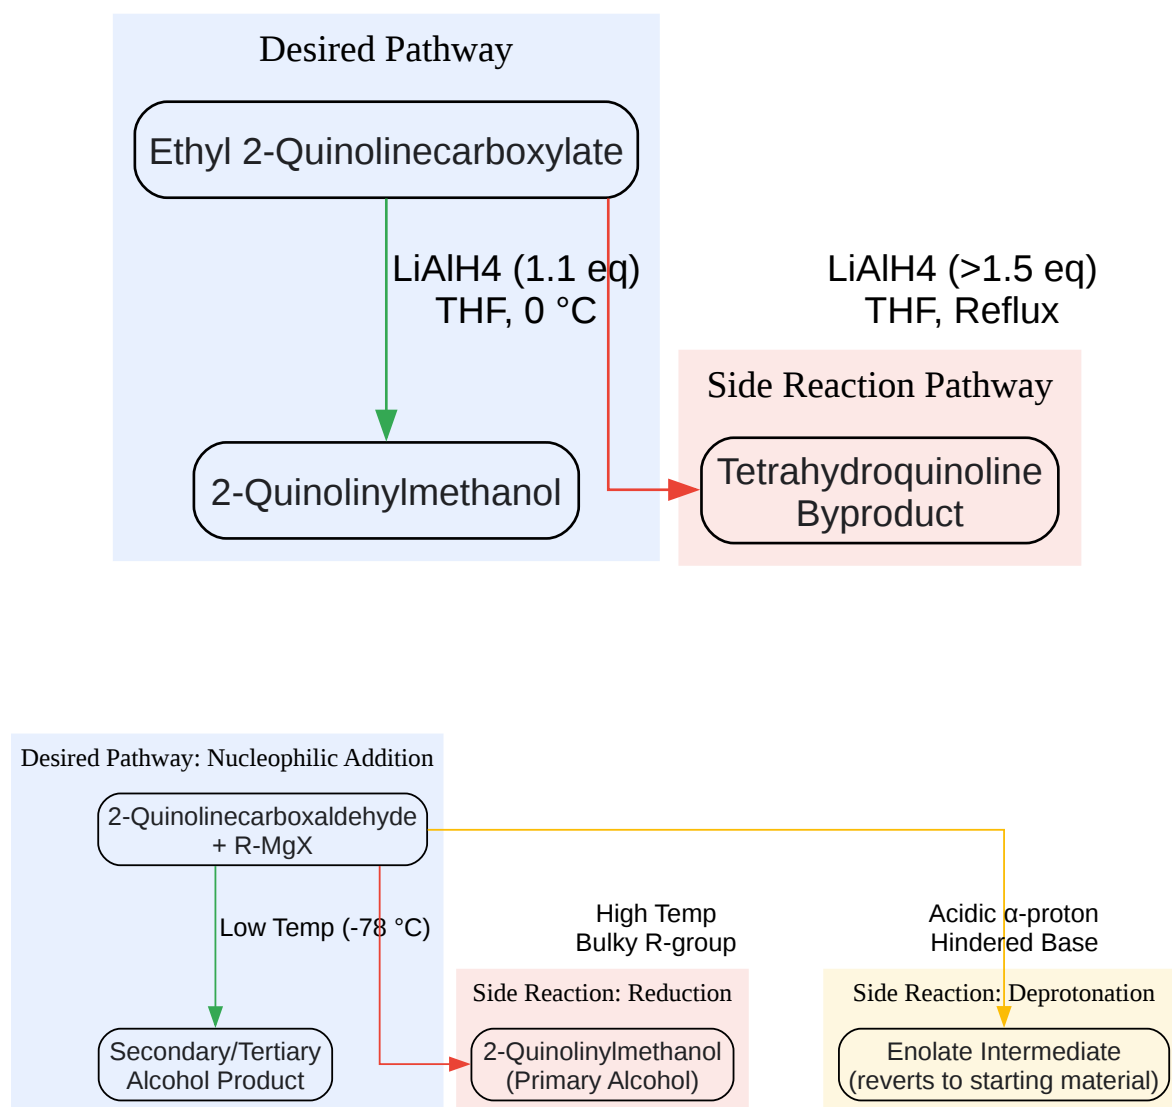 Desired Pathway
Ethyl 2-Quinolinecarboxylate
LiAlH4 (1.1 eq)
THF, 0 °C
LiAlH4 (>1.5 eq)
THF, Reflux
Side Reaction Pathway
2-Quinolinylmethanol
Tetrahydroquinoline
Byproduct
Desired Pathway: Nucleophilic Addition
2-Quinolinecarboxaldehyde
+ R-MgX
Low Temp (-78 °C)
High Temp
Bulky R-group
Acidic α-proton
Hindered Base
Side Reaction: Reduction
Side Reaction: Deprotonation
Secondary/Tertiary
Alcohol Product
2-Quinolinylmethanol
(Primary Alcohol)
Enolate Intermediate
(reverts to starting material)